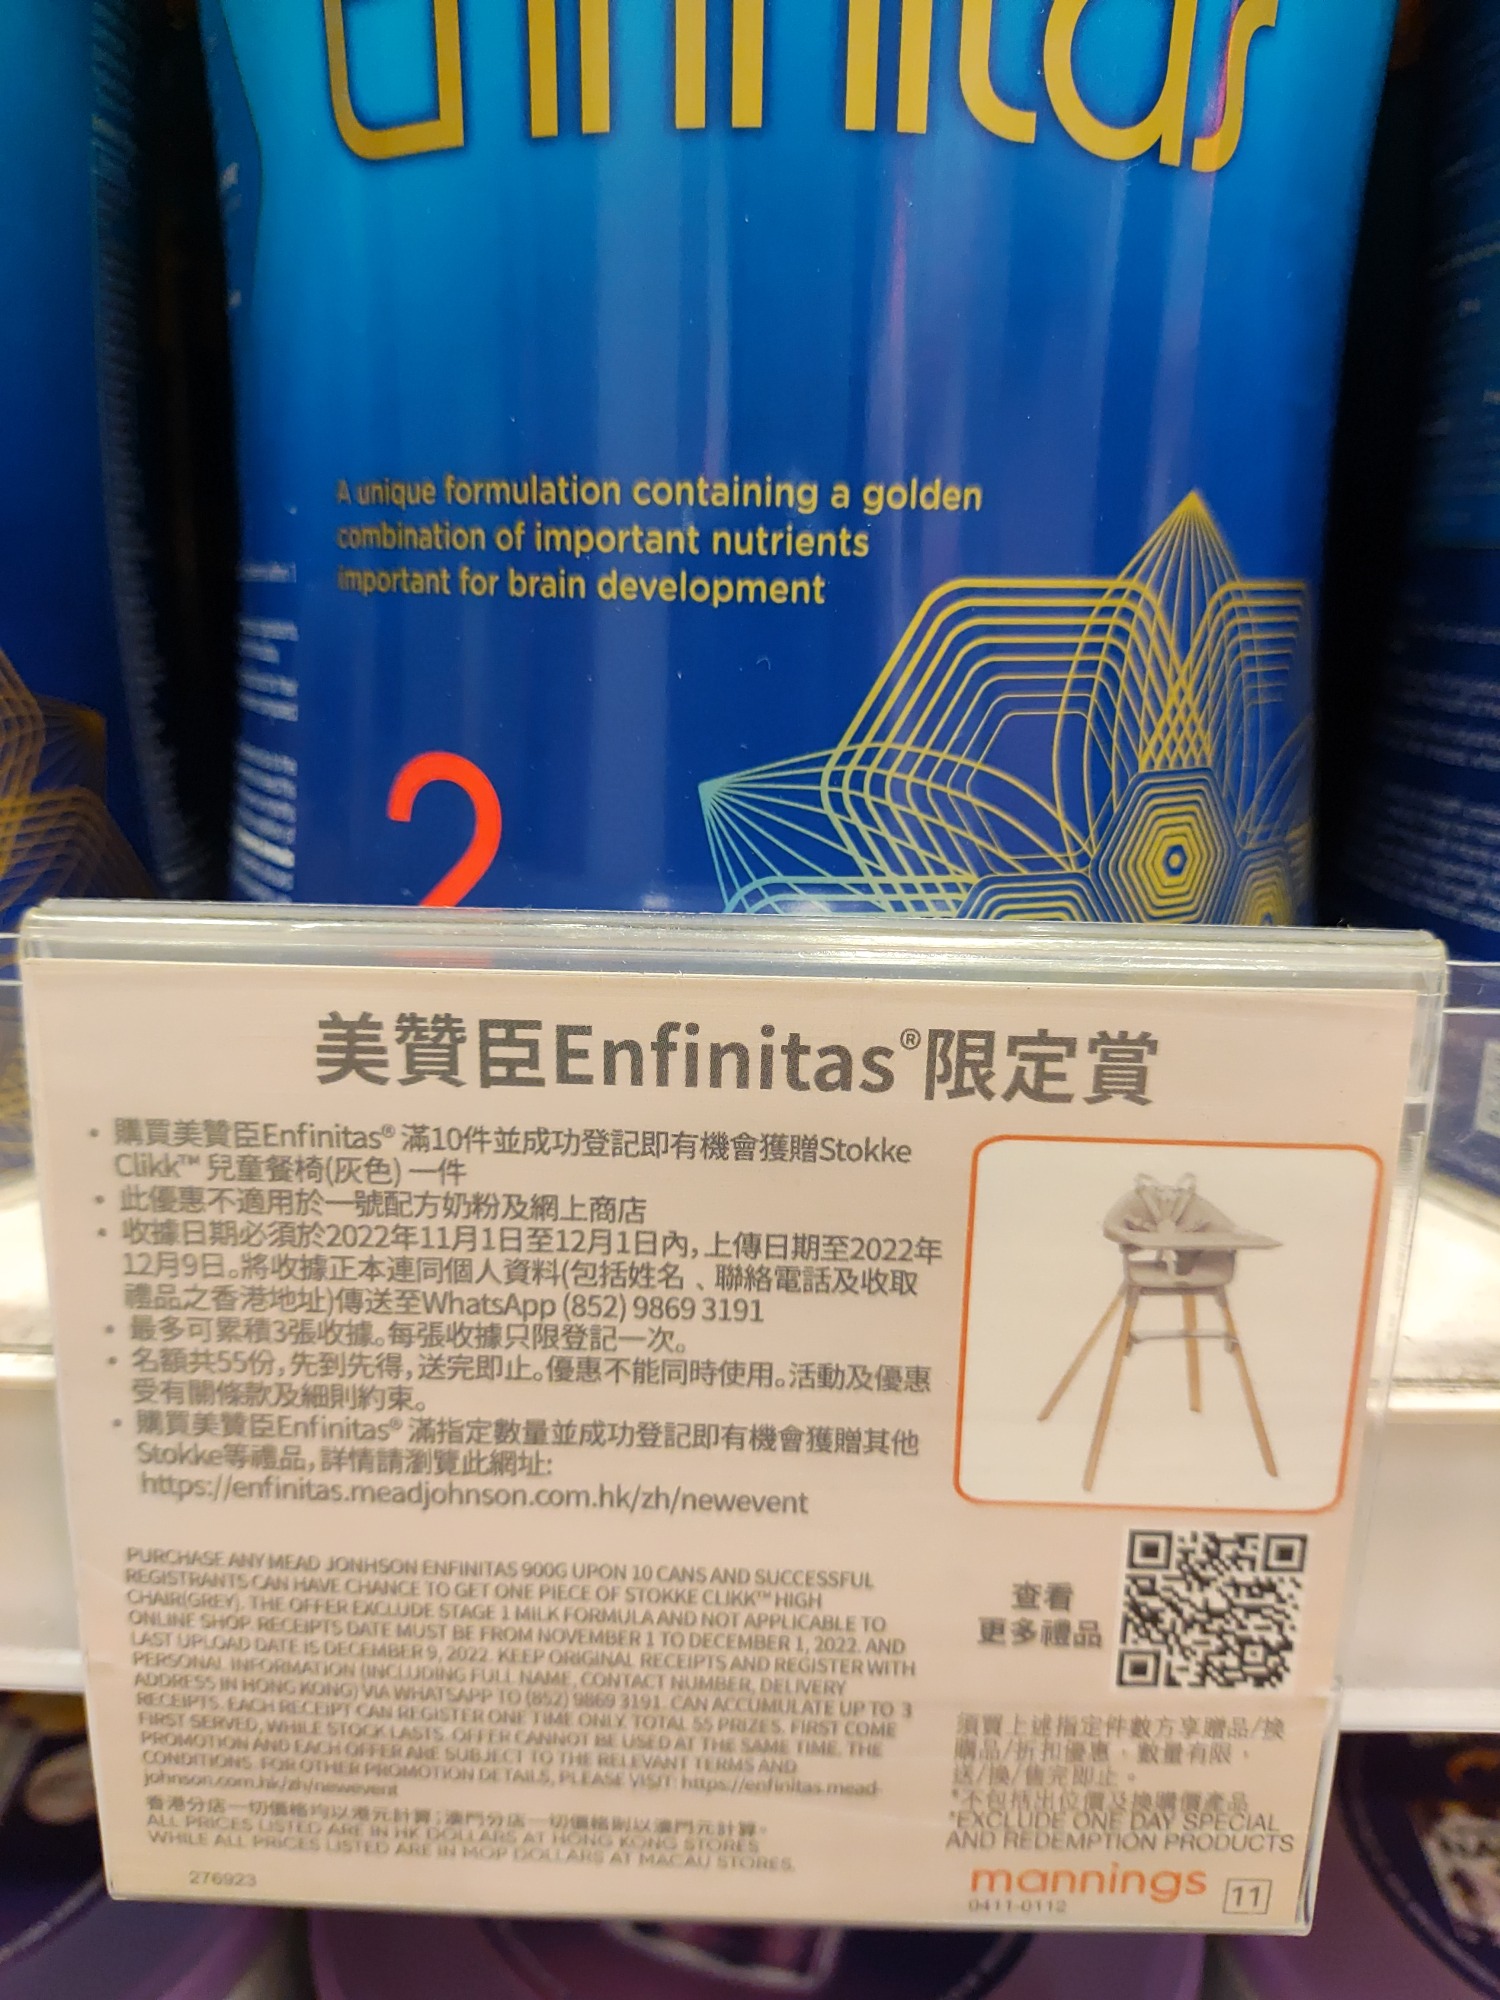 Enfinitas
A unique formulation containing a golden
combination of important nutrients
important for brain development
2
美贊臣Enfinitas®限定賞
• 購買美贊臣Enfinitas® 滿10件並成功登記即有機會獲贈Stokke
Clikk™ 兒童餐椅(灰色) 一件
• 此優惠不適用於一號配方奶粉及網上商店
• 收據日期必須於2022年11月1日至12月1日內，上傳日期至2022年
12月9日。將收據正本連同個人資料(包括姓名、聯絡電話及收取
禮品之香港地址)傳送至WhatsApp (852) 9869 3191
• 最多可累積3張收據。每張收據只限登記一次。
• 名額共55份，先到先得，送完即止。優惠不能同時使用。活動及優惠
受有關條款及細則約束。
• 購買美贊臣Enfinitas® 滿指定數量並成功登記即有機會獲贈其他
Stokke等禮品，詳情請瀏覽此網址:
https://enfinitas.meadjohnson.com.hk/zh/newevent
PURCHASE ANY MEAD JONHSON ENFINITAS 900G UPON 10 CANS AND SUCCESSFUL
REGISTRANTS CAN HAVE CHANCE TO GET ONE PIECE OF STOKKE CLIKK™ HIGH
CHAIR(GREY). THE OFFER EXCLUDE STAGE 1 MILK FORMULA AND NOT APPLICABLE TO
ONLINE SHOP. RECEIPTS DATE MUST BE FROM NOVEMBER 1 TO DECEMBER 1, 2022. AND
LAST UPLOAD DATE IS DECEMBER 9, 2022. KEEP ORIGINAL RECEIPTS AND REGISTER WITH
PERSONAL INFORMATION (INCLUDING FULL NAME, CONTACT NUMBER, DELIVERY
ADDRESS IN HONG KONG) VIA WHATSAPP TO (852) 9869 3191. CAN ACCUMULATE UP TO 3
RECEIPTS. EACH RECEIPT CAN REGISTER ONE TIME ONLY. TOTAL 55 PRIZES. FIRST COME
FIRST SERVED, WHILE STOCK LASTS. OFFER CANNOT BE USED AT THE SAME TIME. THE
PROMOTION AND EACH OFFER ARE SUBJECT TO THE RELEVANT TERMS AND
CONDITIONS. FOR OTHER PROMOTION DETAILS, PLEASE VISIT: https://enfinitas.mead-
johnson.com.hk/zh/newevent
香港分店一切價格均以港元計算；澳門分店一切價格則以澳門元計算。
ALL PRICES LISTED ARE IN HK DOLLARS AT HONG KONG STORES
WHILE ALL PRICES LISTED ARE IN MOP DOLLARS AT MACAU STORES.
276923
查看
更多禮品
須買上述指定件數方享贈品/換
購品/折扣優惠，數量有限，
送/換/售完即止。
*不包括出位價及換購價產品
*EXCLUDE ONE DAY SPECIAL
AND REDEMPTION PRODUCTS
mannings
0411-0112
11